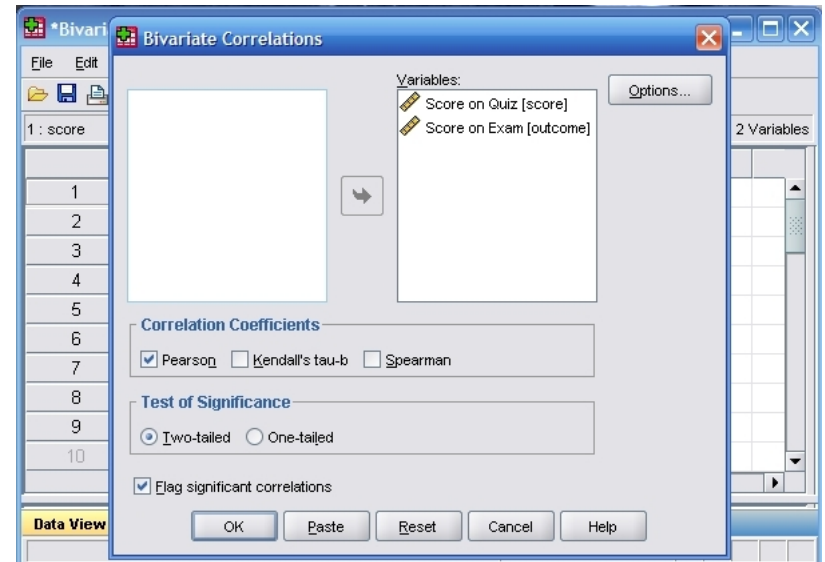 *Bivari
Bivariate Correlations
File Edit
Variables:
Options...
Score on Quiz [score]
1 : score
Score on Exam [outcome]
2 Variables
1
2
3
4
5
6
7
8
9
10
Correlation Coefficients
Pearson Kendall's tau-b Spearman
Test of Significance
Two-tailed One-tailed
Flag significant correlations
OK Paste Reset Cancel Help
Data View